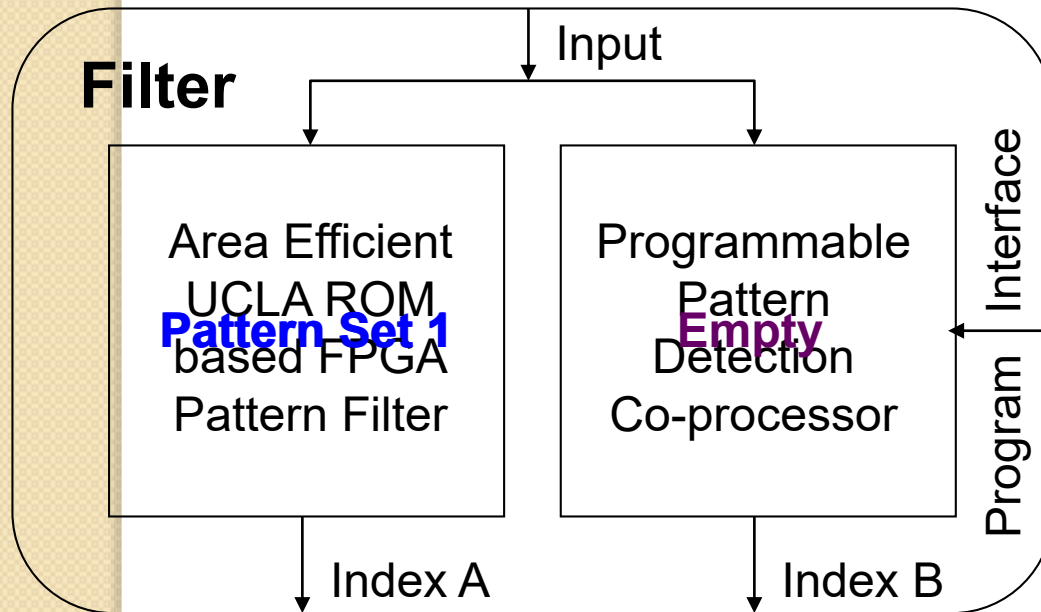 Input
Filter
Area Efficient
UCLA ROM
Pattern Set 1
based FPGA
Pattern Filter
Programmable
Pattern
Empty
Detection
Co-processor
Program Interface
Index A
Index B